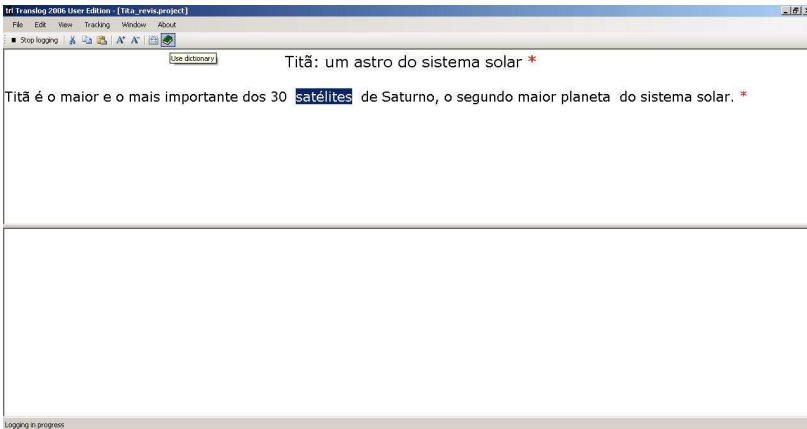 trl Translog 2006 User Edition - [Tita_revis.project]
File Edit View Tracking Window About
Stop logging
Use dictionary
Titã: um astro do sistema solar *
Titã é o maior e o mais importante dos 30 satélites de Saturno, o segundo maior planeta do sistema solar. *
Logging in progress